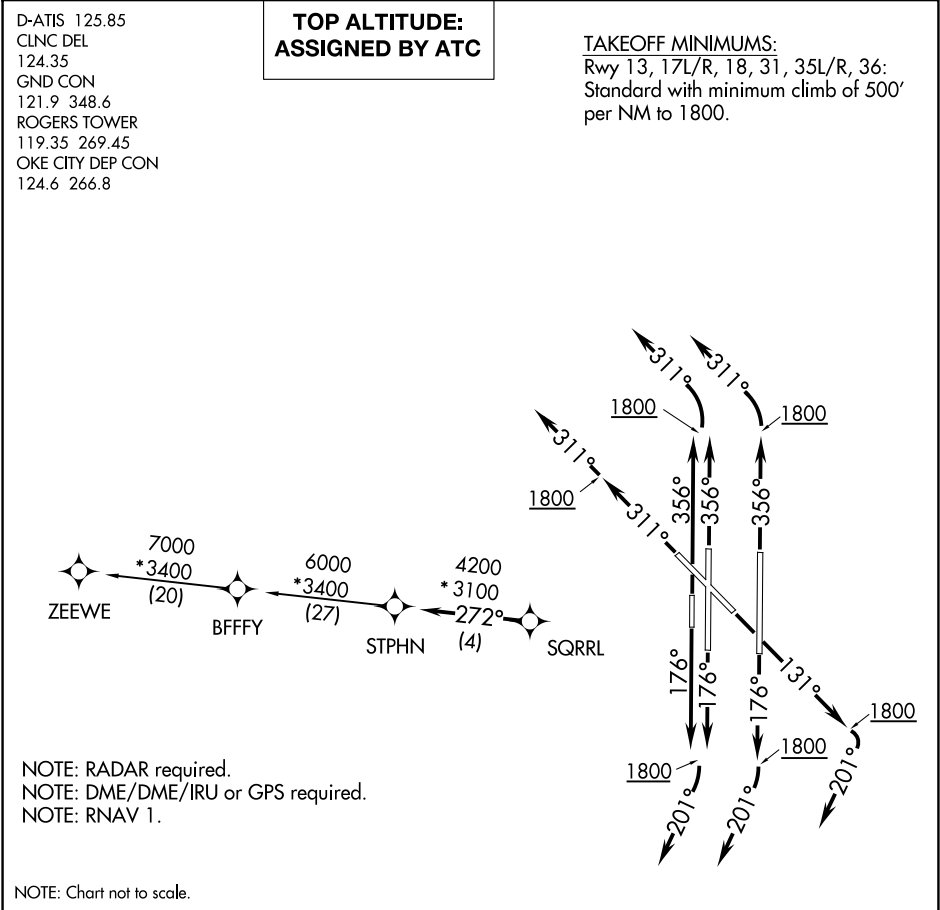 D-ATIS 125.85
CLNC DEL
124.35
GND CON
121.9 348.6
ROGERS TOWER
119.35 269.45
OKE CITY DEP CON
124.6 266.8
TOP ALTITUDE:
ASSIGNED BY ATC
TAKEOFF MINIMUMS:
Rwy 13, 17L/R, 18, 31, 35L/R, 36:
Standard with minimum climb of 500'
per NM to 1800.
311°
311°
1800
1800
311°
1800
311°
356°
356°
356°
7000
*3400
(20)
6000
*3400
(27)
4200
*3100
272°
(4)
ZEEWE
BFFFY
STPHN
SQRRL
176°
176°
176°
131°
1800
1800
1800
201°
201°
201°
NOTE: RADAR required.
NOTE: DME/DME/IRU or GPS required.
NOTE: RNAV 1.
NOTE: Chart not to scale.